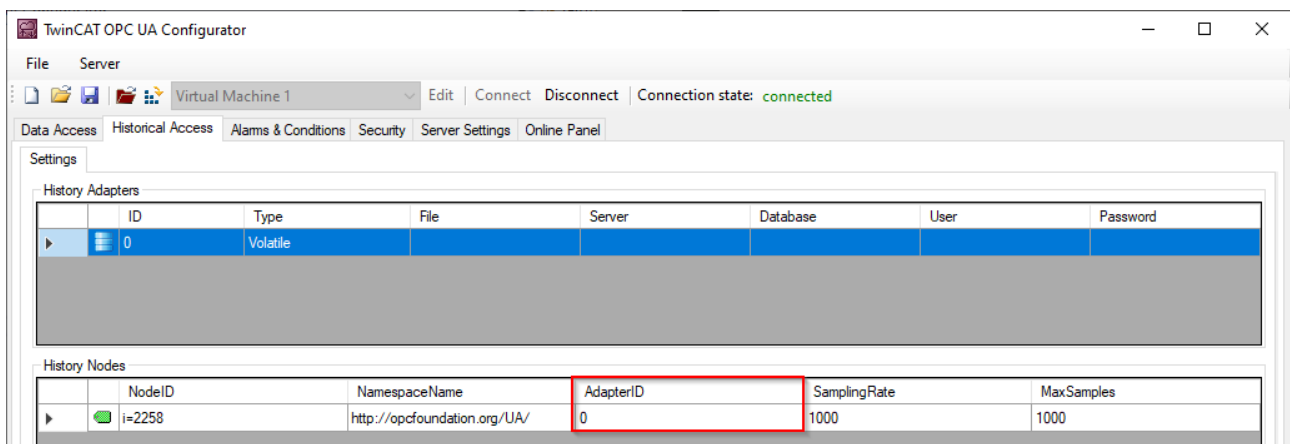 TwinCAT OPC UA Configurator
File Server
Virtual Machine 1 Edit Connect Disconnect Connection state: connected
Data Access Historical Access Alarms & Conditions Security Server Settings Online Panel
Settings
History Adapters
ID Type File Server Database User Password
0 Volatile
History Nodes
NodeID NamespaceName AdapterID SamplingRate MaxSamples
i=2258 http://opcfoundation.org/UA/ 0 1000 1000